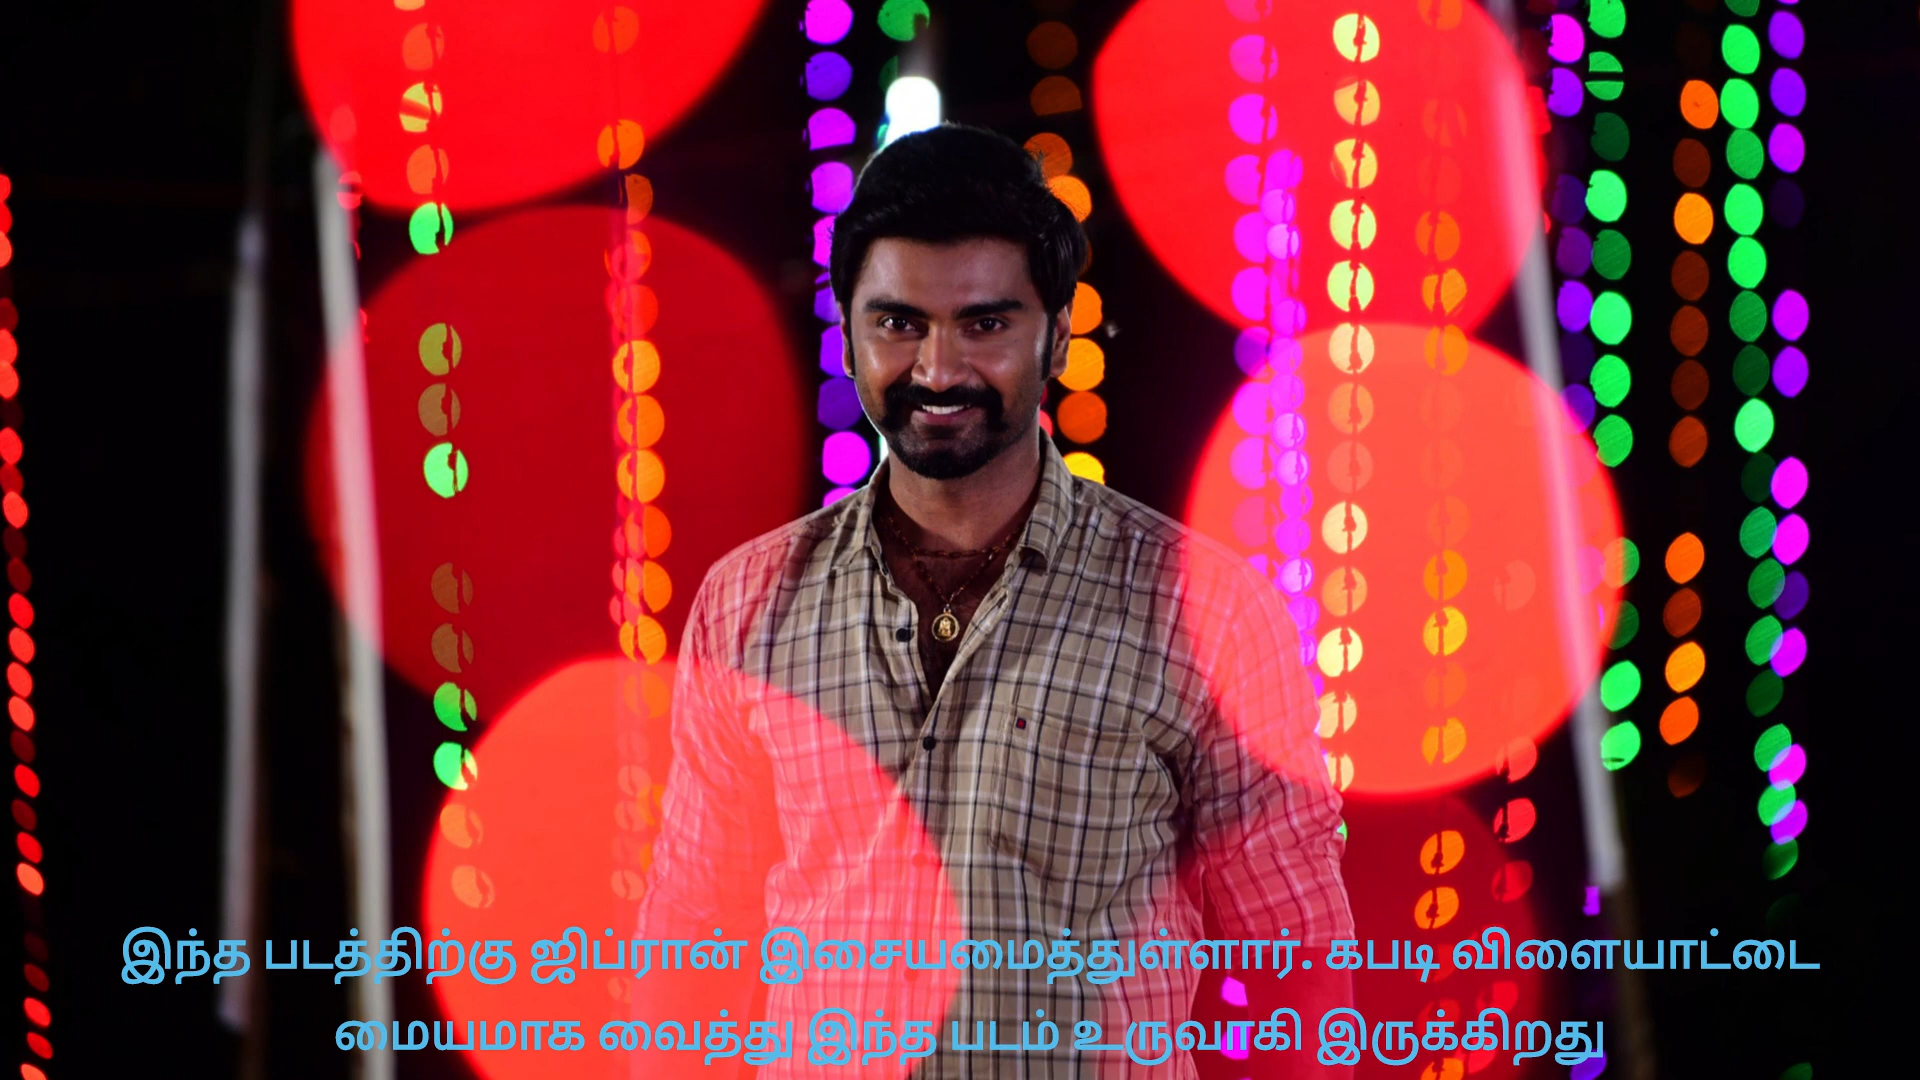 இந்த படத்திற்கு ஜிப்ரான் இசையமைத்துள்ளார். கபடி விளையாட்டை
மையமாக வைத்து இந்த படம் உருவாகி இருக்கிறது